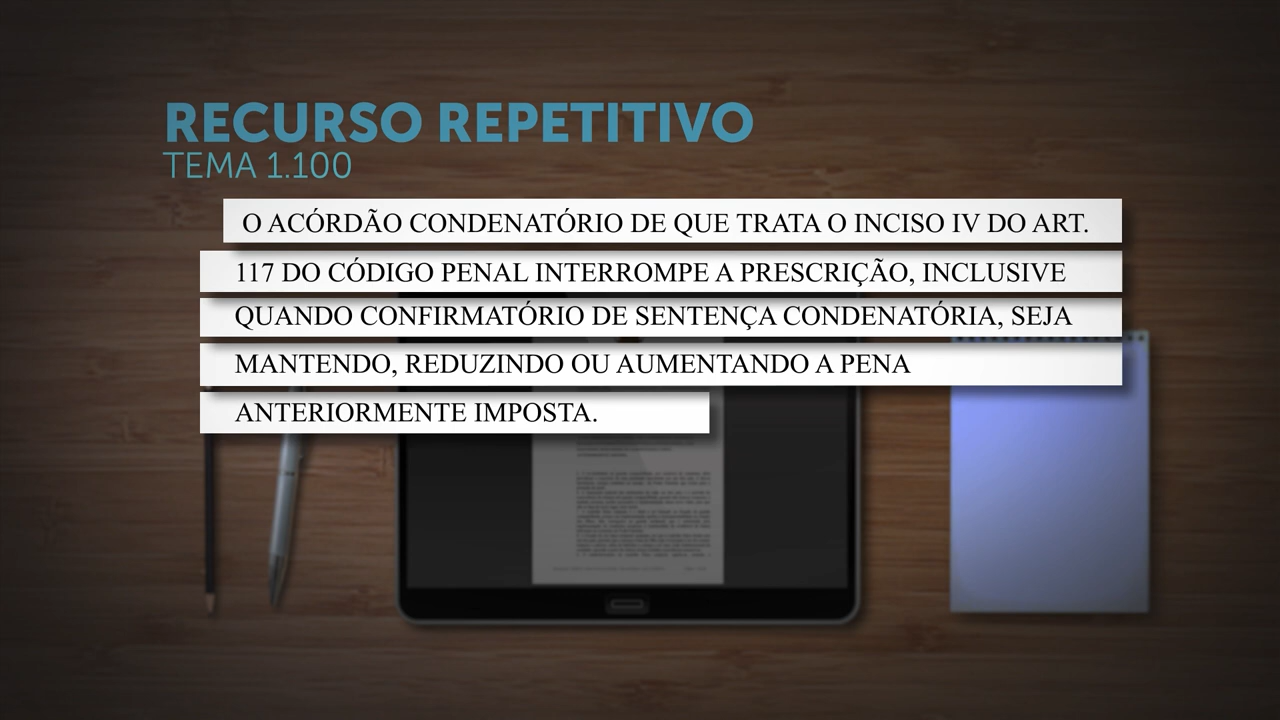 RECURSO REPETITIVO
TEMA 1.100
O ACÓRDÃO CONDENATÓRIO DE QUE TRATA O INCISO IV DO ART.
117 DO CÓDIGO PENAL INTERROMPE A PRESCRIÇÃO, INCLUSIVE
QUANDO CONFIRMATÓRIO DE SENTENÇA CONDENATÓRIA, SEJA
MANTENDO, REDUZINDO OU AUMENTANDO A PENA
ANTERIORMENTE IMPOSTA.